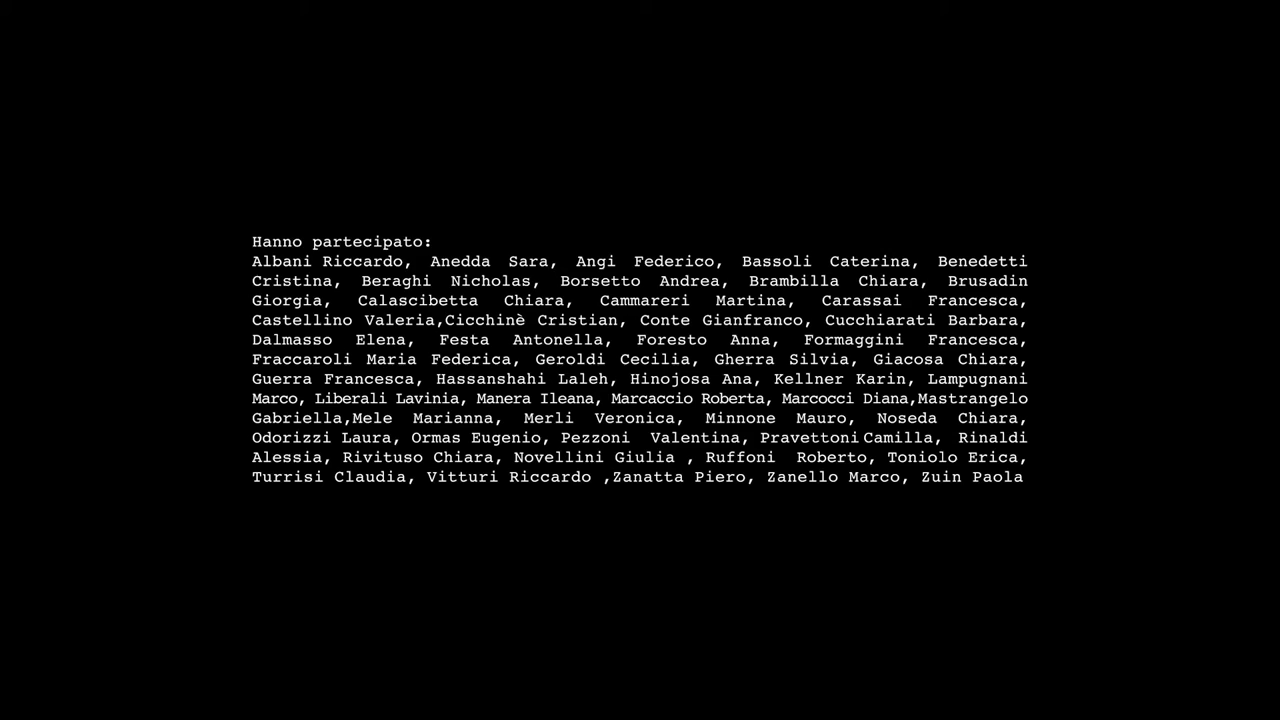 Hanno partecipato:
Albani Riccardo, Anedda Sara, Angi Federico, Bassoli Caterina, Benedetti
Cristina, Beraghi Nicholas, Borsetto Andrea, Brambilla Chiara, Brusadin
Giorgia, Calascibetta Chiara, Cammareri Martina, Carassai Francesca,
Castellino Valeria,Cicchinè Cristian, Conte Gianfranco, Cucchiarati Barbara,
Dalmasso Elena, Festa Antonella, Foresto Anna, Formaggini Francesca,
Fraccaroli Maria Federica, Geroldi Cecilia, Gherra Silvia, Giacosa Chiara,
Guerra Francesca, Hassanshahi Laleh, Hinojosa Ana, Kellner Karin, Lampugnani
Marco, Liberali Lavinia, Manera Ileana, Marcaccio Roberta, Marcocci Diana,Mastrangelo
Gabriella,Mele Marianna, Merli Veronica, Minnone Mauro, Noseda Chiara,
Odorizzi Laura, Ormas Eugenio, Pezzoni Valentina, Pravettoni Camilla, Rinaldi
Alessia, Rivituso Chiara, Novellini Giulia , Ruffoni Roberto, Toniolo Erica,
Turrisi Claudia, Vitturi Riccardo ,Zanatta Piero, Zanello Marco, Zuin Paola